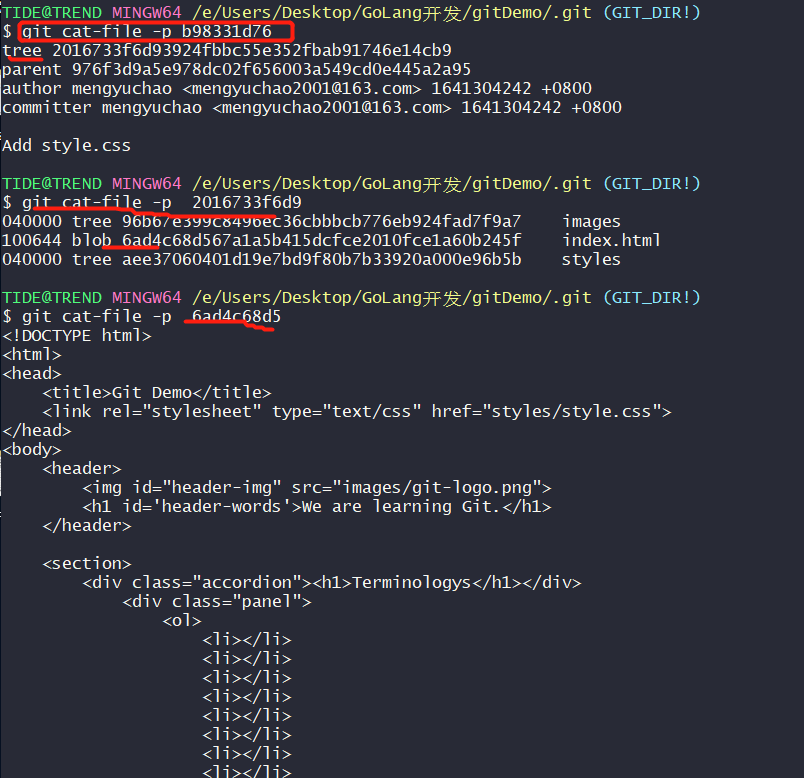 TIDE@TREND MINGW64 /e/Users/Desktop/GoLang开发/gitDemo/.git (GIT_DIR!)
$ git cat-file -p b98331d76
tree 2016733f6d93924fbbc55e352fbab91746e14cb9
parent 976f3d9a5e978dc02f656003a549cd0e445a2a95
author mengyuchao <mengyuchao2001@163.com> 1641304242 +0800
committer mengyuchao <mengyuchao2001@163.com> 1641304242 +0800

Add style.css

TIDE@TREND MINGW64 /e/Users/Desktop/GoLang开发/gitDemo/.git (GIT_DIR!)
$ git cat-file -p  2016733f6d9
040000 tree 96b67e399c8496ec36cbbbcb776eb924fad7f9a7    images
100644 blob 6ad4c68d567a1a5b415dcfce2010fce1a60b245f    index.html
040000 tree aee37060401d19e7bd9f80b7b33920a000e96b5b    styles

TIDE@TREND MINGW64 /e/Users/Desktop/GoLang开发/gitDemo/.git (GIT_DIR!)
$ git cat-file -p  6ad4c68d5
<!DOCTYPE html>
<html>
<head>
    <title>Git Demo</title>
    <link rel="stylesheet" type="text/css" href="styles/style.css">
</head>
<body>
    <header>
        <img id="header-img" src="images/git-logo.png">
        <h1 id='header-words'>We are learning Git.</h1>
    </header>

    <section>
        <div class="accordion"><h1>Terminologys</h1></div>
            <div class="panel">
                <ol>
                    <li></li>
                    <li></li>
                    <li></li>
                    <li></li>
                    <li></li>
                    <li></li>
                    <li></li>
                    <li></li>